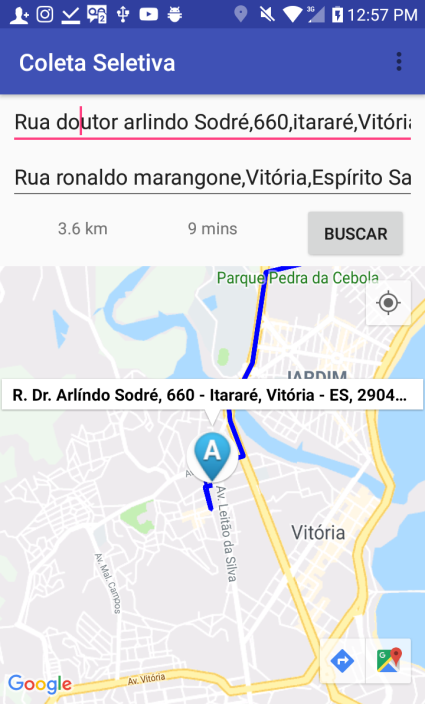 3G 12:57 PM
Coleta Seletiva
Rua doutor arlindo Sodré,660,itararé,Vitória
Rua ronaldo marangone,Vitória,Espírito Sa
3.6 km 9 mins BUSCAR
Parque Pedra da Cebola
JARDIM
R. Dr. Arlíndo Sodré, 660 - Itararé, Vitória - ES, 2904...
A
Av. Leitão da Silva
Vitória
Av. Mal. Campos
Av. Vitória
Google